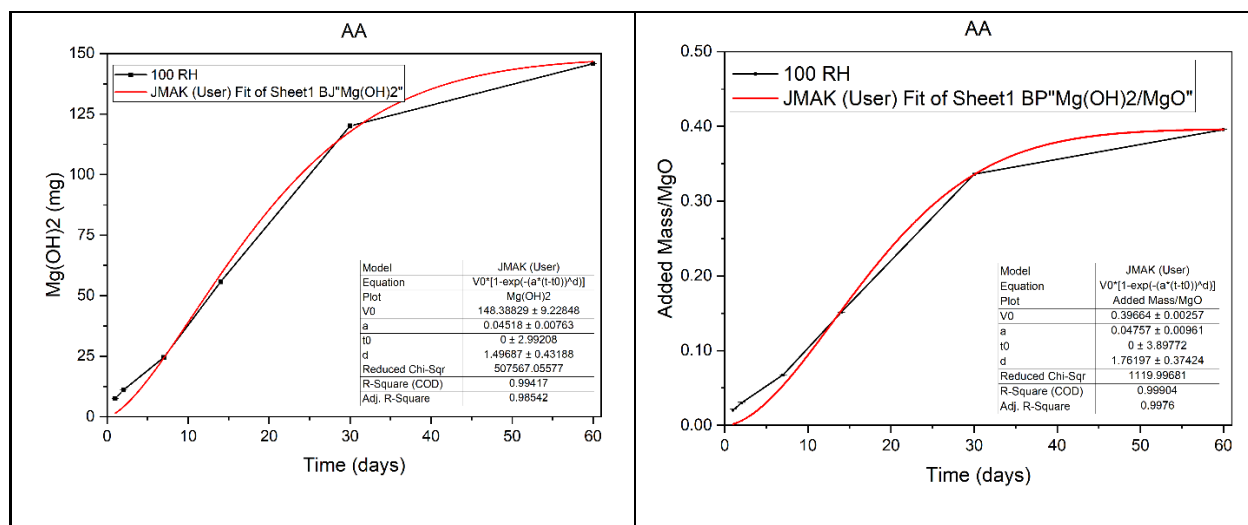 AA
150
125
100
75
50
25
0
Mg(OH)2 (mg)
100 RH
JMAK (User) Fit of Sheet1 BJ"Mg(OH)2"
Model JMAK (User)
Equation V0*[1-exp(-(a*(t-t0))^d)]
Plot Mg(OH)2
V0 148.38829 ± 9.22848
a 0.04518 ± 0.00763
t0 0 ± 2.99208
d 1.49687 ± 0.43188
Reduced Chi-Sqr 507567.05577
R-Square (COD) 0.99417
Adj. R-Square 0.98542
0 10 20 30 40 50 60
Time (days)
AA
0.50
0.40
0.30
0.20
0.10
0.00
Added Mass/MgO
100 RH
JMAK (User) Fit of Sheet1 BP"Mg(OH)2/MgO"
Model JMAK (User)
Equation V0*[1-exp(-(a*(t-t0))^d)]
Plot Added Mass/MgO
V0 0.39664 ± 0.00257
a 0.04757 ± 0.00961
t0 0 ± 3.89772
d 1.76197 ± 0.37424
Reduced Chi-Sqr 1119.99681
R-Square (COD) 0.99904
Adj. R-Square 0.9976
0 10 20 30 40 50 60
Time (days)